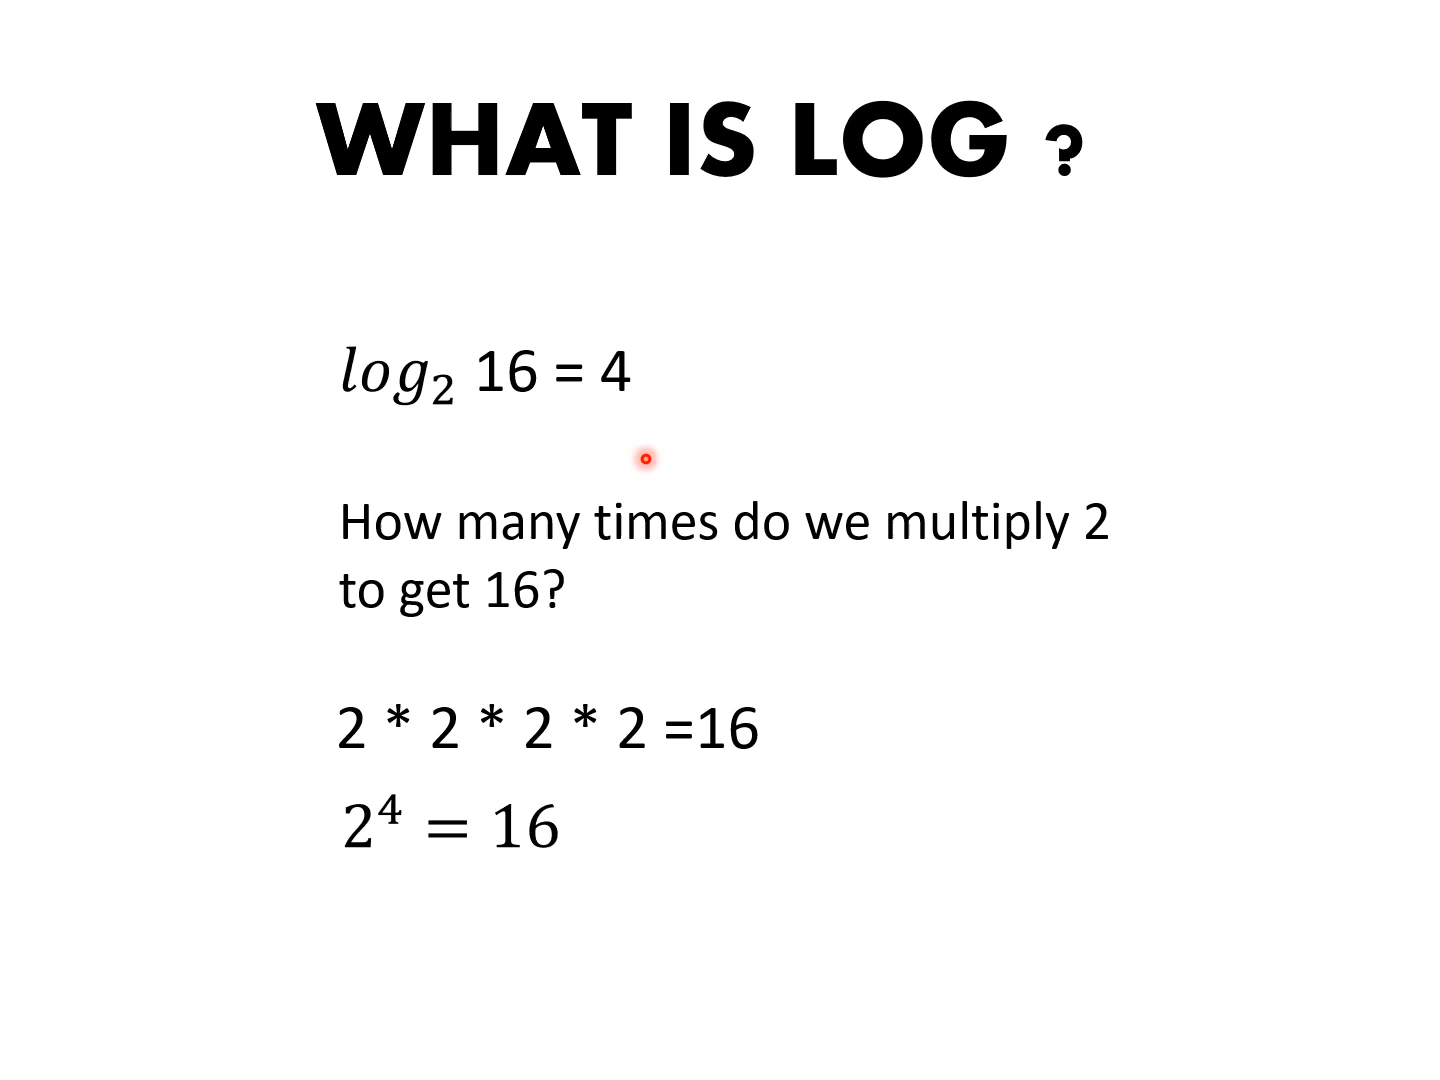 WHAT IS LOG ?
log₂ 16 = 4
How many times do we multiply 2
to get 16?
2 * 2 * 2 * 2 =16
2⁴ = 16